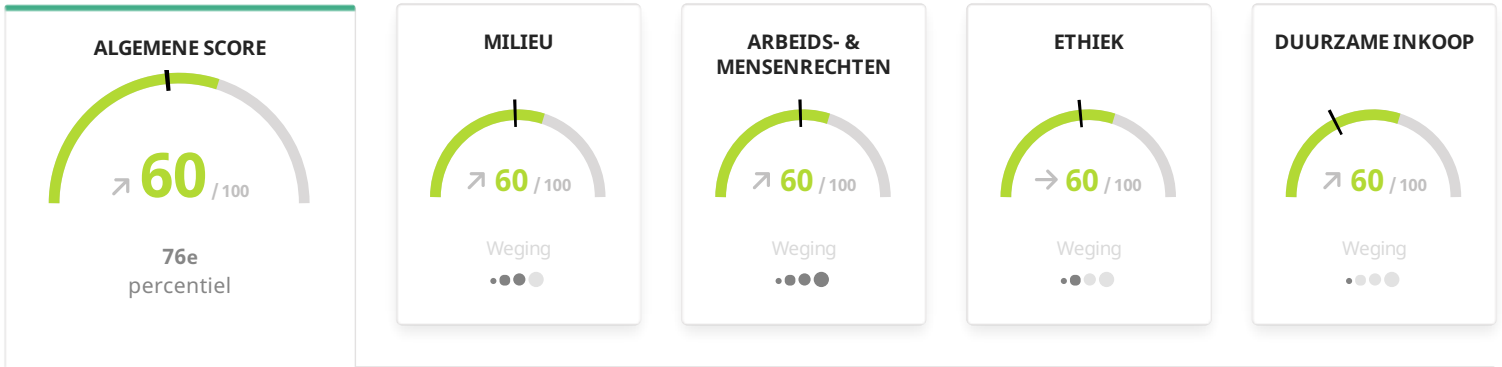 ALGEMENE SCORE
60 / 100
76e
percentiel
MILIEU
60 / 100
Weging
ARBEIDS- &
MENSENRECHTEN
60 / 100
Weging
ETHIEK
60 / 100
Weging
DUURZAME INKOOP
60 / 100
Weging